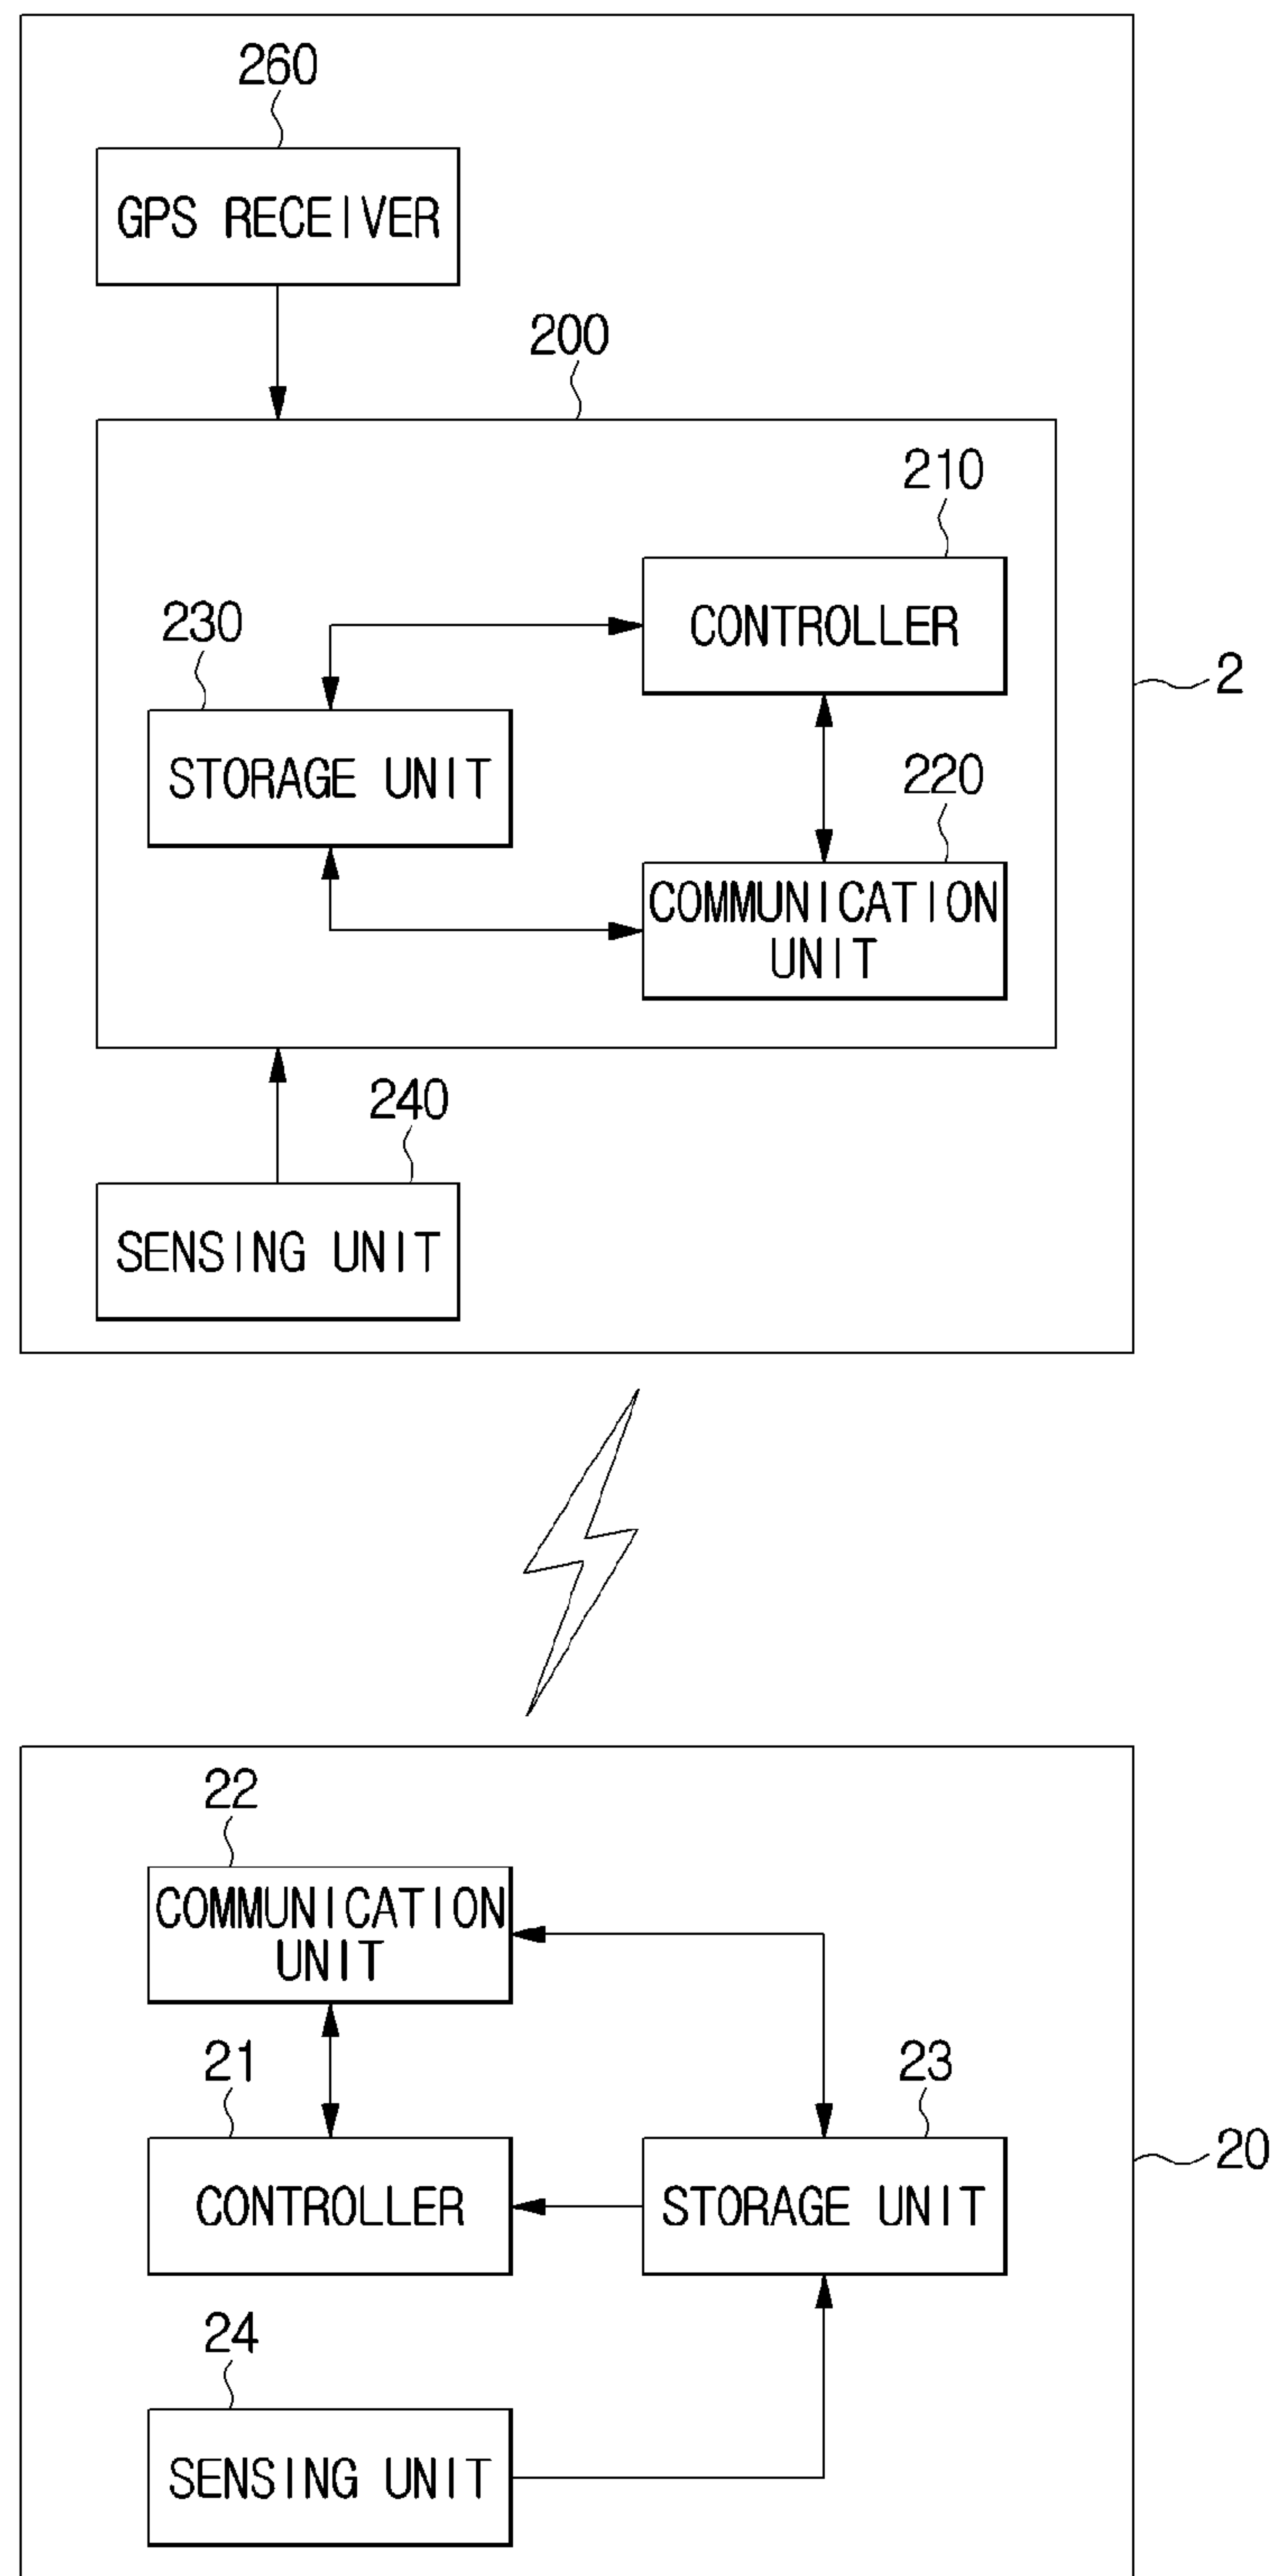 260
GPS RECEIVER
200
210
CONTROLLER
230
STORAGE UNIT
2
220
COMMUNICATION
UNIT
240
SENSING UNIT
22
COMMUNICATION
UNIT
21
23
CONTROLLER
STORAGE UNIT
20
24
SENSING UNIT